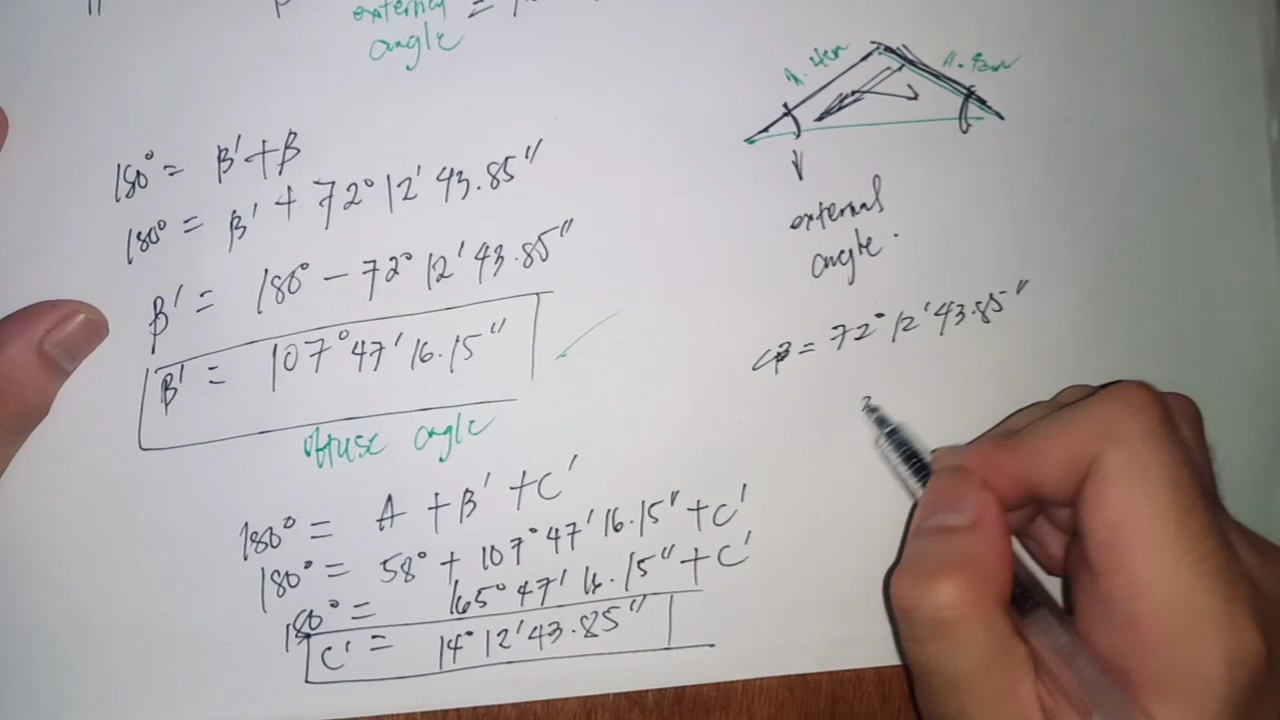 external =
angle
180° = β' + β
180° = β' + 72° 12' 43.85"
β' = 180° - 72° 12' 43.85"
β' = 107° 47' 16.15"
obtuse angle
180° = A + β' + C'
180° = 58° + 107° 47' 16.15" + C'
180° = 165° 47' 16.15" + C'
C' = 14° 12' 43.85"
external
angle.
= 72° 12' 43.85"